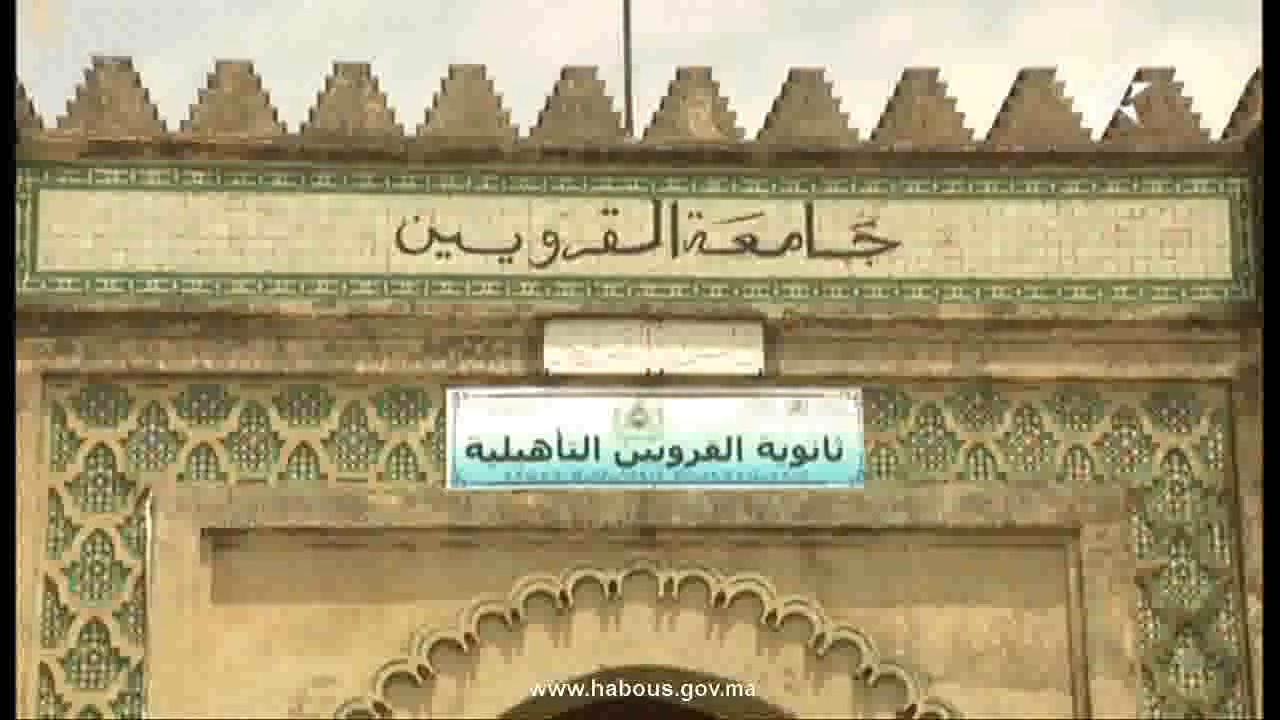 جامعة القرويين
ثانوية القرويين التأهيلية
www.habous.gov.ma